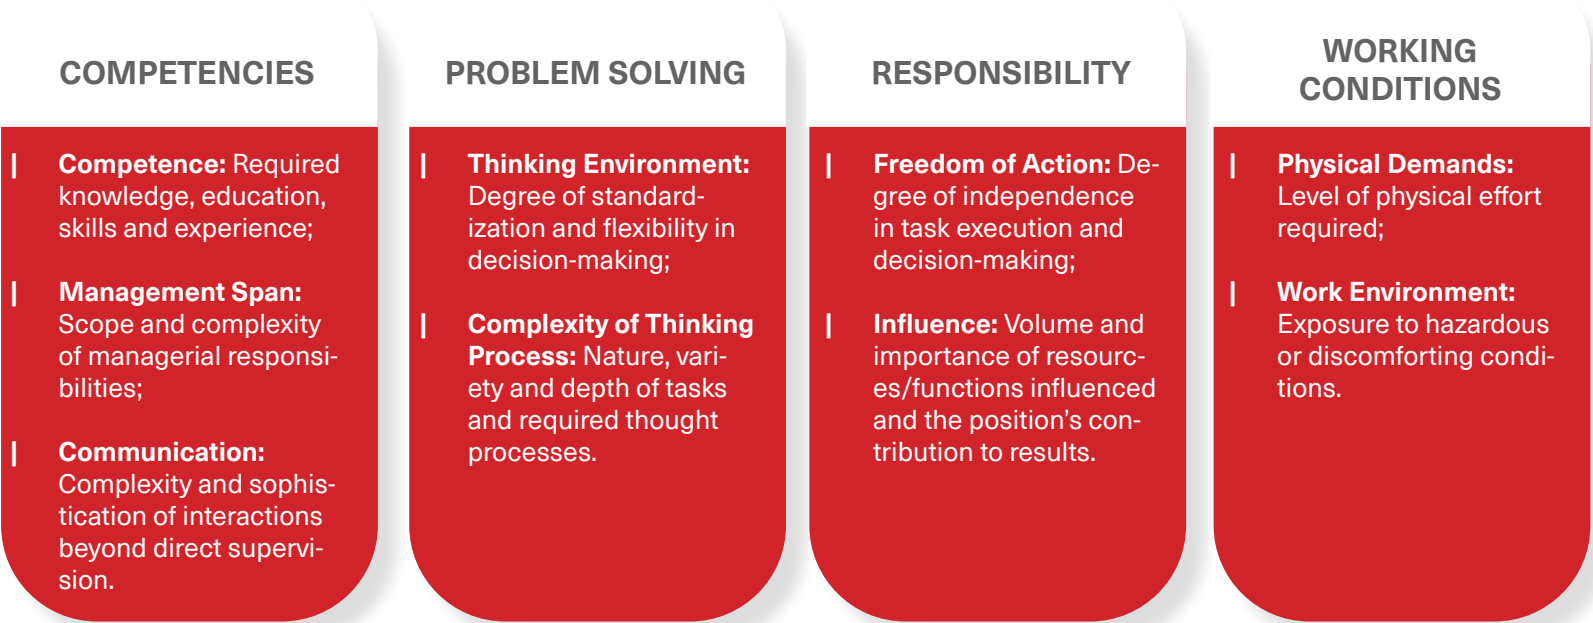 COMPETENCIES
| Competence: Required
knowledge, education,
skills and experience;
| Management Span:
Scope and complexity
of managerial responsi-
bilities;
| Communication:
Complexity and sophis-
tication of interactions
beyond direct supervi-
sion.
PROBLEM SOLVING
| Thinking Environment:
Degree of standard-
ization and flexibility in
decision-making;
| Complexity of Thinking
Process: Nature, vari-
ety and depth of tasks
and required thought
processes.
RESPONSIBILITY
| Freedom of Action: De-
gree of independence
in task execution and
decision-making;
| Influence: Volume and
importance of resourc-
es/functions influenced
and the position’s con-
tribution to results.
WORKING
CONDITIONS
| Physical Demands:
Level of physical effort
required;
| Work Environment:
Exposure to hazardous
or discomforting condi-
tions.